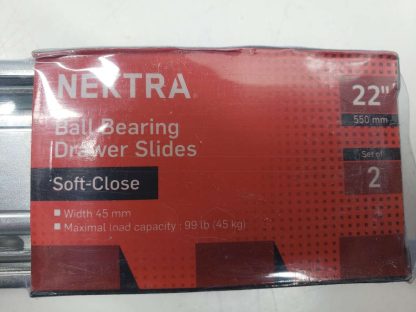 NEKTRA
22"
550 mm
Ball Bearing
Drawer Slides
Set of
2
Soft-Close
Width 45 mm
Maximal load capacity : 99 lb (45 kg)